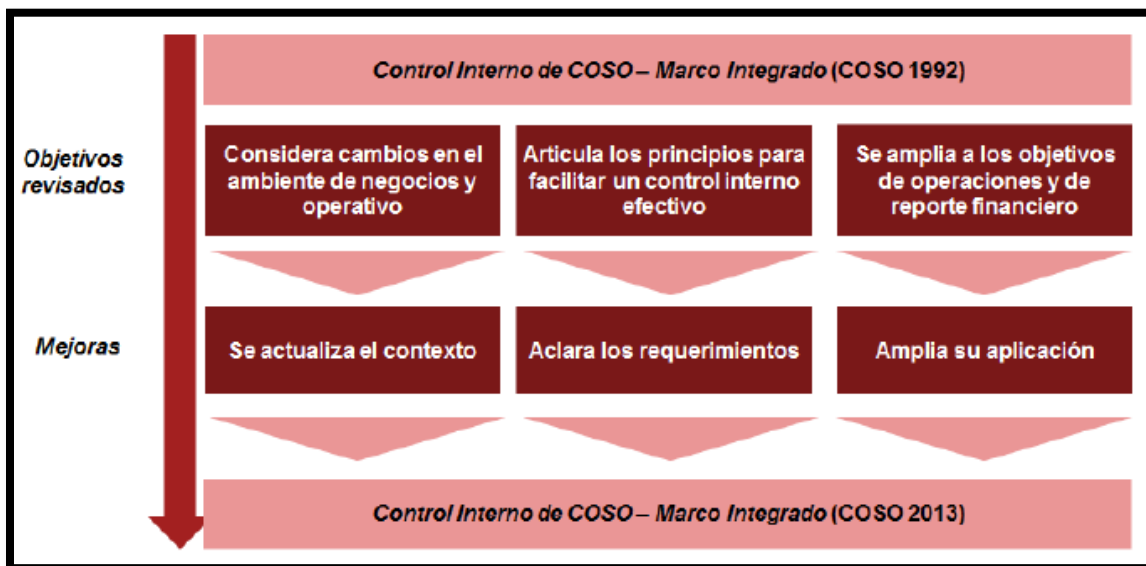 Control Interno de COSO – Marco Integrado (COSO 1992)
Objetivos
revisados
Considera cambios en el
ambiente de negocios y
operativo
Articula los principios para
facilitar un control interno
efectivo
Se amplia a los objetivos
de operaciones y de
reporte financiero
Mejoras
Se actualiza el contexto
Aclara los requerimientos
Amplia su aplicación
Control Interno de COSO – Marco Integrado (COSO 2013)